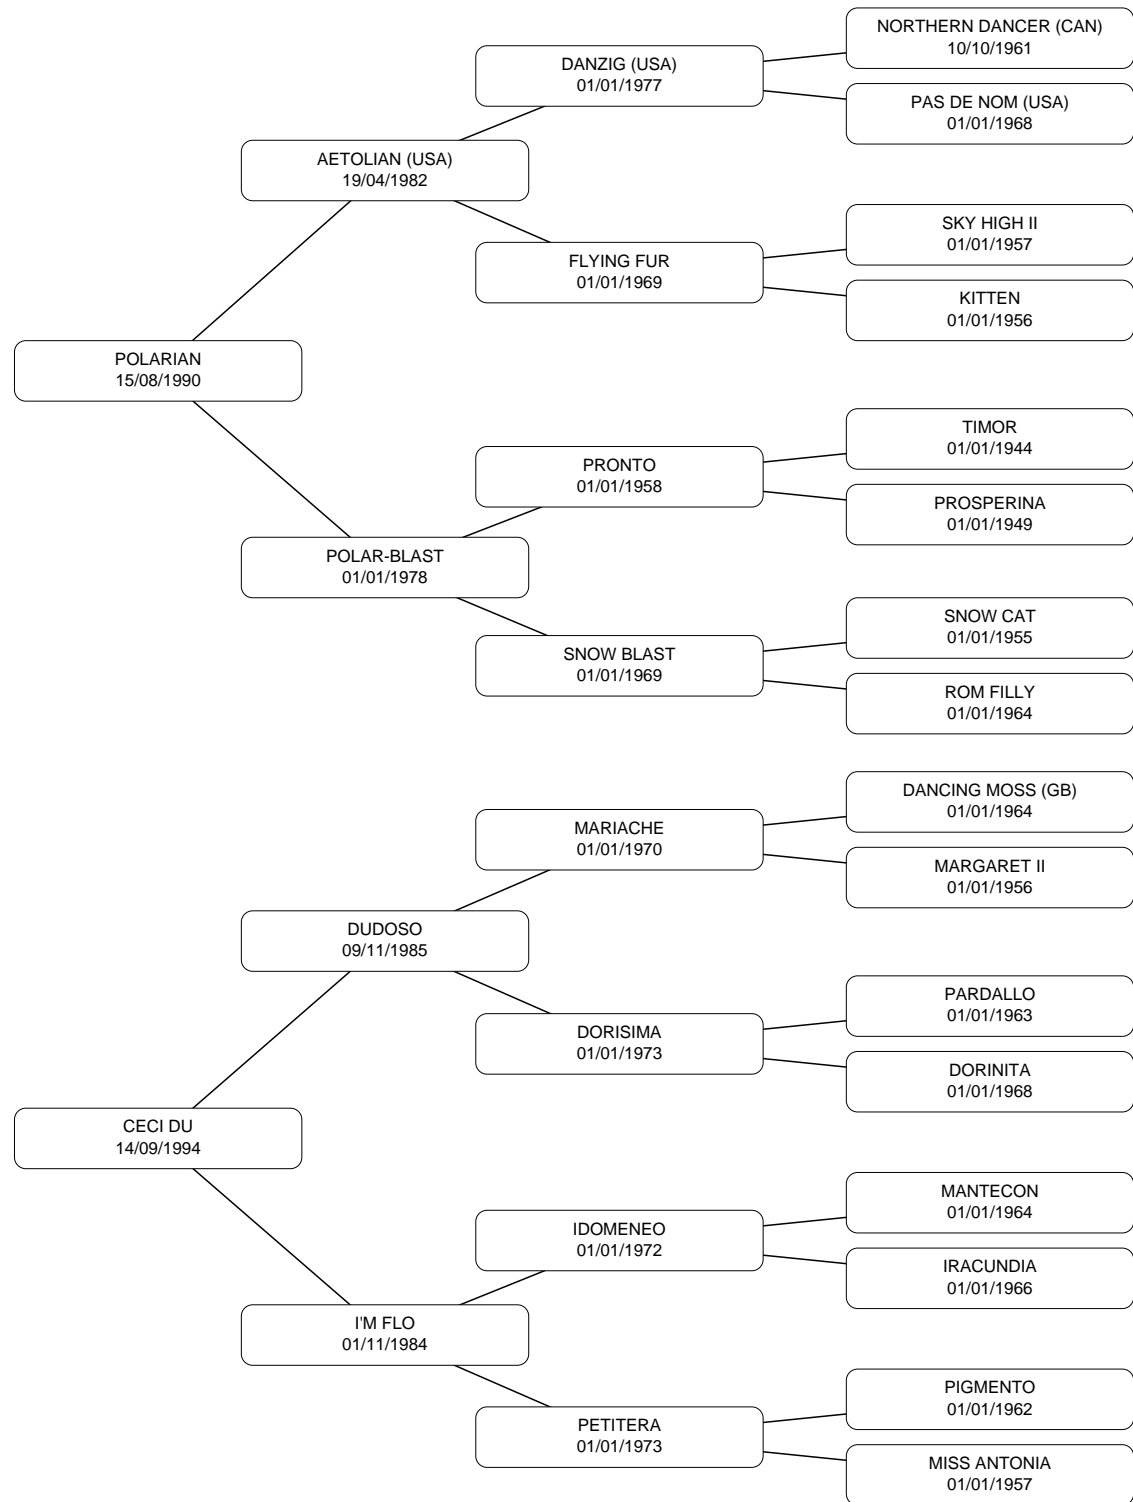 NORTHERN DANCER (CAN)
10/10/1961
DANZIG (USA)
01/01/1977
PAS DE NOM (USA)
01/01/1968
AETOLIAN (USA)
19/04/1982
SKY HIGH II
01/01/1957
FLYING FUR
01/01/1969
KITTEN
01/01/1956
POLARIAN
15/08/1990
TIMOR
01/01/1944
PRONTO
01/01/1958
PROSPERINA
01/01/1949
POLAR-BLAST
01/01/1978
SNOW CAT
01/01/1955
SNOW BLAST
01/01/1969
ROM FILLY
01/01/1964
DANCING MOSS (GB)
01/01/1964
MARIACHE
01/01/1970
MARGARET II
01/01/1956
DUDOSO
09/11/1985
PARDALLO
01/01/1963
DORISIMA
01/01/1973
DORINITA
01/01/1968
CECI DU
14/09/1994
MANTECON
01/01/1964
IDOMENEO
01/01/1972
IRACUNDIA
01/01/1966
I'M FLO
01/11/1984
PIGMENTO
01/01/1962
PETITERA
01/01/1973
MISS ANTONIA
01/01/1957